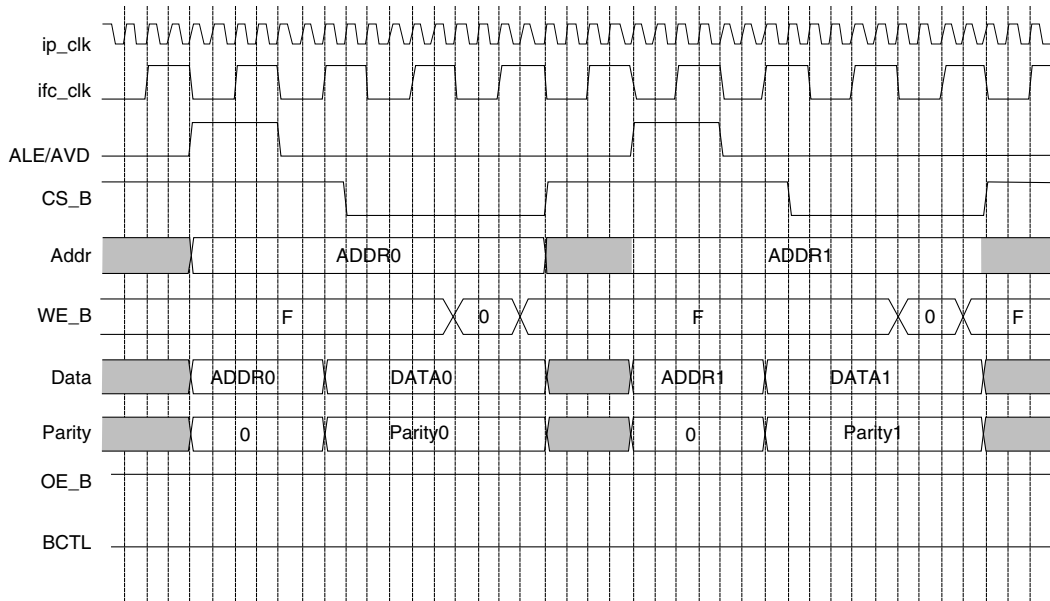 ip_clk
ifc_clk
ALE/AVD
CS_B
Addr ADDR0 ADDR1
WE_B F 0 F 0 F
Data ADDR0 DATA0 ADDR1 DATA1
Parity 0 Parity0 0 Parity1
OE_B
BCTL